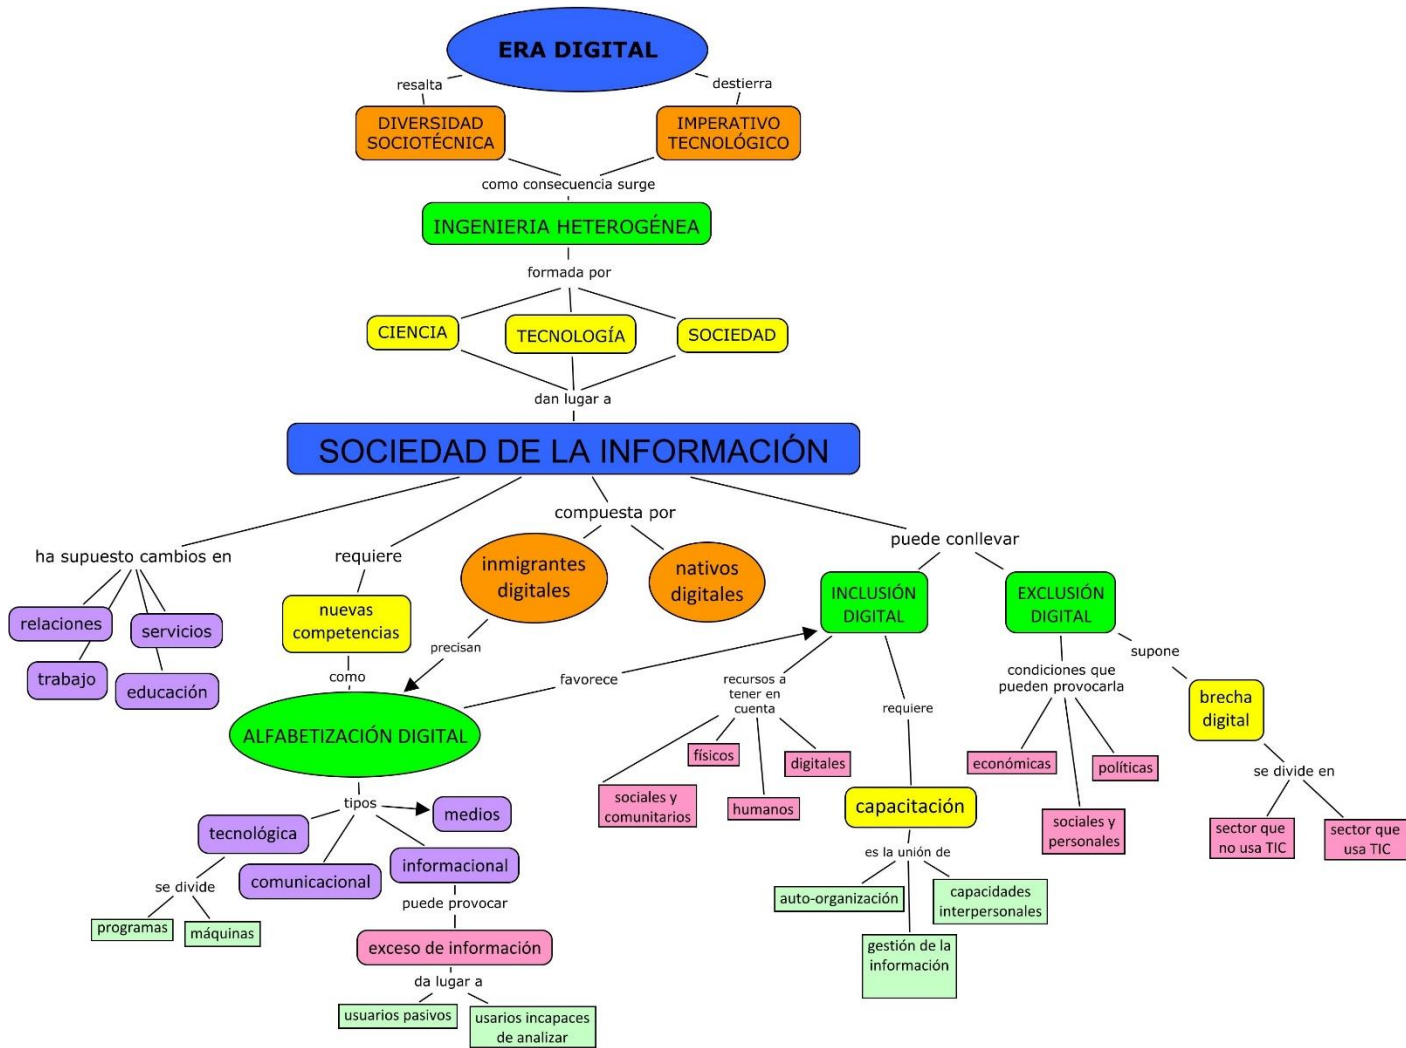 ERA DIGITAL
resalta
destierra
DIVERSIDAD
SOCIOTÉCNICA
IMPERATIVO
TECNOLÓGICO
como consecuencia surge
INGENIERIA HETEROGÉNEA
formada por
CIENCIA
TECNOLOGÍA
SOCIEDAD
dan lugar a
SOCIEDAD DE LA INFORMACIÓN
ha supuesto cambios en
relaciones
servicios
trabajo
educación
requiere
nuevas
competencias
como
compuesta por
inmigrantes
digitales
nativos
digitales
precisan
ALFABETIZACIÓN DIGITAL
favorece
tipos
tecnológica
medios
comunicacional
informacional
se divide
programas
máquinas
puede provocar
exceso de información
da lugar a
usuarios pasivos
usarios incapaces
de analizar
puede conllevar
INCLUSIÓN
DIGITAL
EXCLUSIÓN
DIGITAL
recursos a
tener en
cuenta
físicos
digitales
sociales y
comunitarios
humanos
requiere
capacitación
es la unión de
auto-organización
capacidades
interpersonales
gestión de la
información
condiciones que
pueden provocarla
económicas
políticas
sociales y
personales
supone
brecha
digital
se divide en
sector que
no usa TIC
sector que
usa TIC